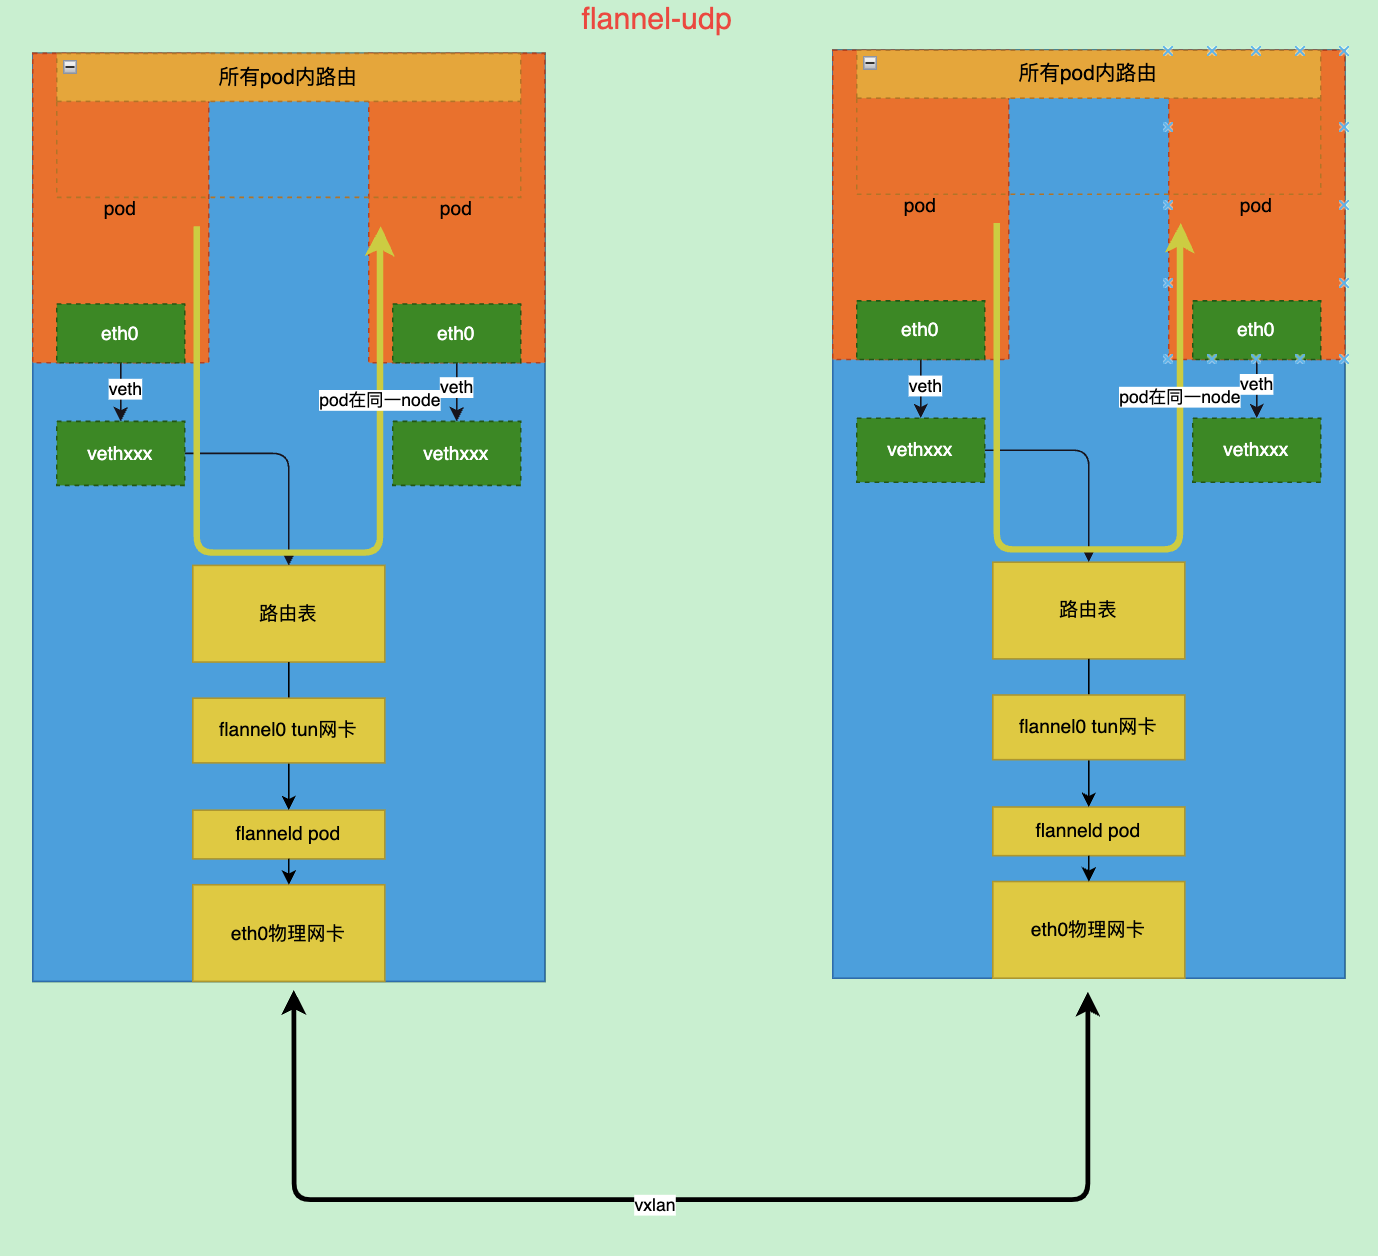 flannel-udp
所有pod内路由
pod
pod
eth0
eth0
veth
veth
pod在同一node
vethxxx
vethxxx
路由表
flannel0 tun网卡
flanneld pod
eth0物理网卡
所有pod内路由
pod
pod
eth0
eth0
veth
veth
pod在同一node
vethxxx
vethxxx
路由表
flannel0 tun网卡
flanneld pod
eth0物理网卡
vxlan